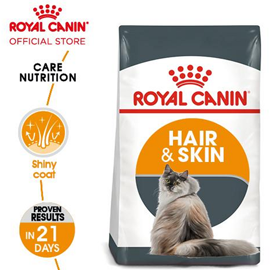 ROYAL CANIN
OFFICIAL STORE
CARE
NUTRITION
Shiny
coat
PROVEN
RESULTS
IN 21
DAYS
ROYAL CANIN
HAIR
& SKIN